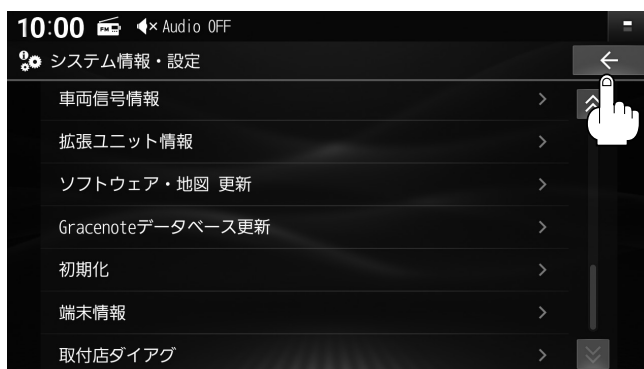 10:00 FM Audio OFF
システム情報・設定
車両信号情報
拡張ユニット情報
ソフトウェア・地図 更新
Gracenoteデータベース更新
初期化
端末情報
取付店ダイアグ